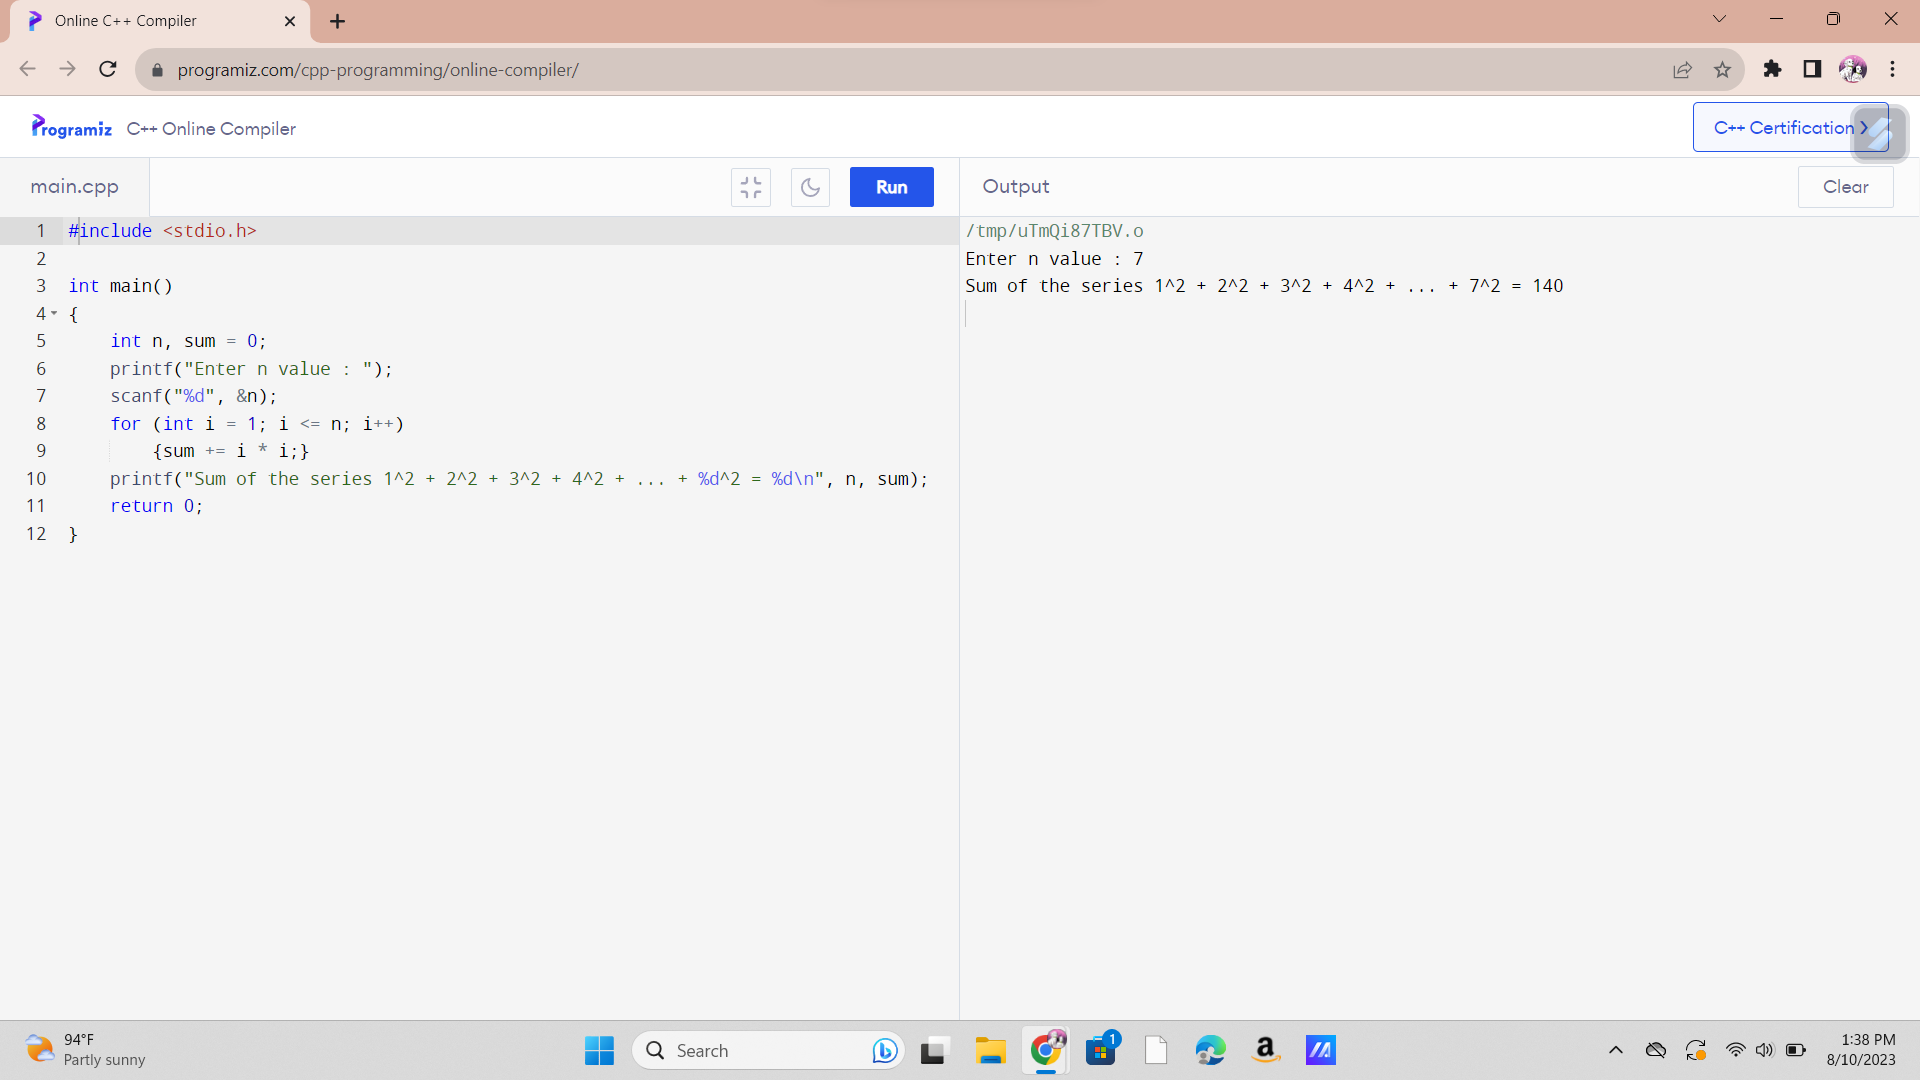 Online C++ Compiler
programiz.com/cpp-programming/online-compiler/
Programiz C++ Online Compiler
C++ Certification >
main.cpp
Run
Output
Clear
1 #include <stdio.h>
2
3 int main()
4 {
5     int n, sum = 0;
6     printf("Enter n value : ");
7     scanf("%d", &n);
8     for (int i = 1; i <= n; i++)
9         {sum += i * i;}
10     printf("Sum of the series 1^2 + 2^2 + 3^2 + 4^2 + ... + %d^2 = %d\n", n, sum);
11     return 0;
12 }
/tmp/uTmQi87TBV.o
Enter n value : 7
Sum of the series 1^2 + 2^2 + 3^2 + 4^2 + ... + 7^2 = 140
94°F
Partly sunny
Search
1
a
1:38 PM
8/10/2023